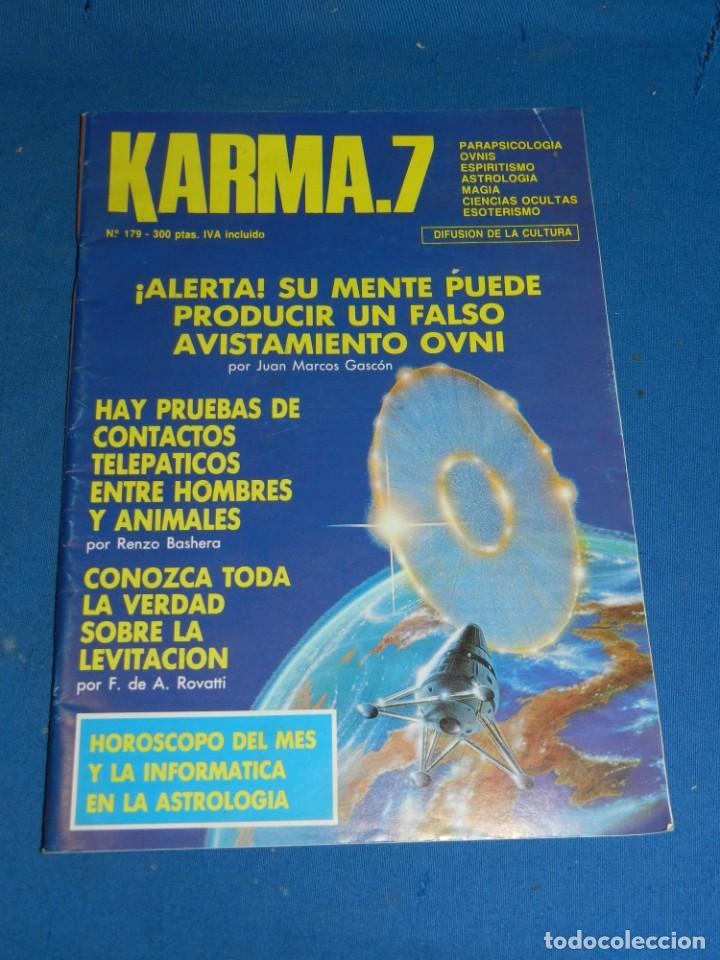 KARMA.7
PARAPSICOLOGIA
OVNIS
ESPIRITISMO
ASTROLOGIA
MAGIA
CIENCIAS OCULTAS
ESOTERISMO
N.º 179 - 300 ptas. IVA incluido
DIFUSION DE LA CULTURA
¡ALERTA! SU MENTE PUEDE
PRODUCIR UN FALSO
AVISTAMIENTO OVNI
por Juan Marcos Gascón
HAY PRUEBAS DE
CONTACTOS
TELEPATICOS
ENTRE HOMBRES
Y ANIMALES
por Renzo Bashera
CONOZCA TODA
LA VERDAD
SOBRE LA
LEVITACION
por F. de A. Rovatti
HOROSCOPO DEL MES
Y LA INFORMATICA
EN LA ASTROLOGIA
todocoleccion